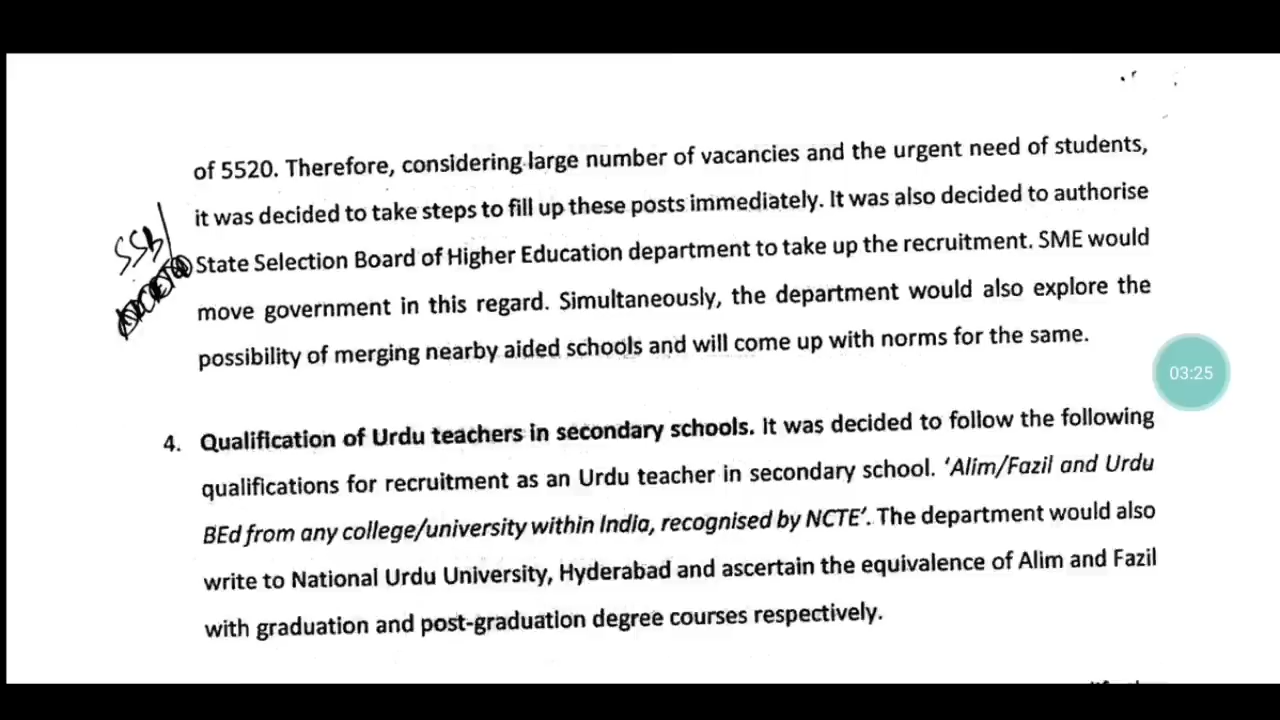 of 5520. Therefore, considering large number of vacancies and the urgent need of students,
it was decided to take steps to fill up these posts immediately. It was also decided to authorise
SSB/
State Selection Board of Higher Education department to take up the recruitment. SME would
move government in this regard. Simultaneously, the department would also explore the
possibility of merging nearby aided schools and will come up with norms for the same.
03:25
4. Qualification of Urdu teachers in secondary schools. It was decided to follow the following
qualifications for recruitment as an Urdu teacher in secondary school. ‘Alim/Fazil and Urdu
BEd from any college/university within India, recognised by NCTE’. The department would also
write to National Urdu University, Hyderabad and ascertain the equivalence of Alim and Fazil
with graduation and post-graduation degree courses respectively.